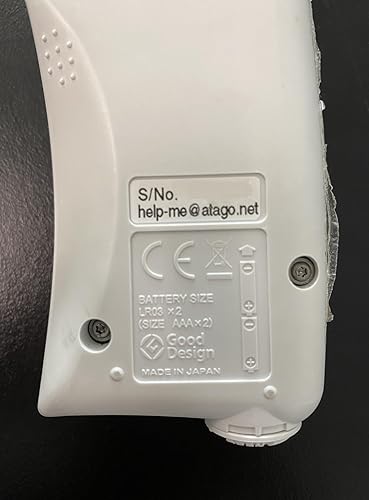 S/No.
help-me@atago.net
CE
BATTERY SIZE
LR03 ×2
(SIZE AAA×2)
Good
Design
MADE IN JAPAN